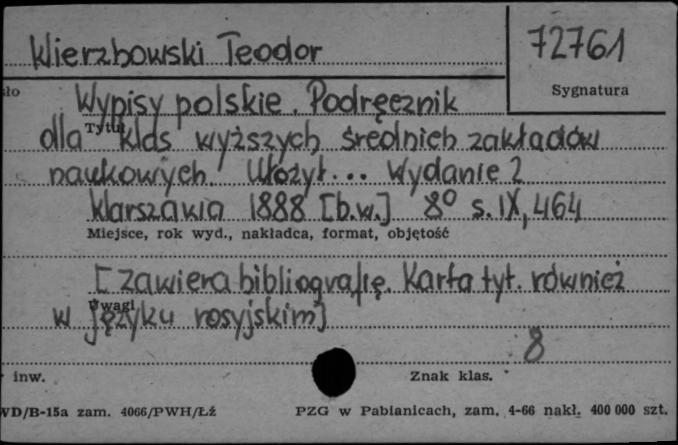 Wierzbowski Teodor
72761
Sygnatura
Wypisy polskie. Podręcznik
Tytuł
dla klas wyższych średnich zakładów
naukowych. Ułożył... Wydanie 2
Warszawa 1888 [b.w.] 8° s. IX, 464
Miejsce, rok wyd., nakładca, format, objętość
[Zawiera bibliografię. Karta tyt. również
Uwagi
w języku rosyjskim]
8
inw.
Znak klas.
WD/B-15a zam. 4066/PWH/Łż
PZG w Pabianicach, zam. 4-66 nakł. 400 000 szt.